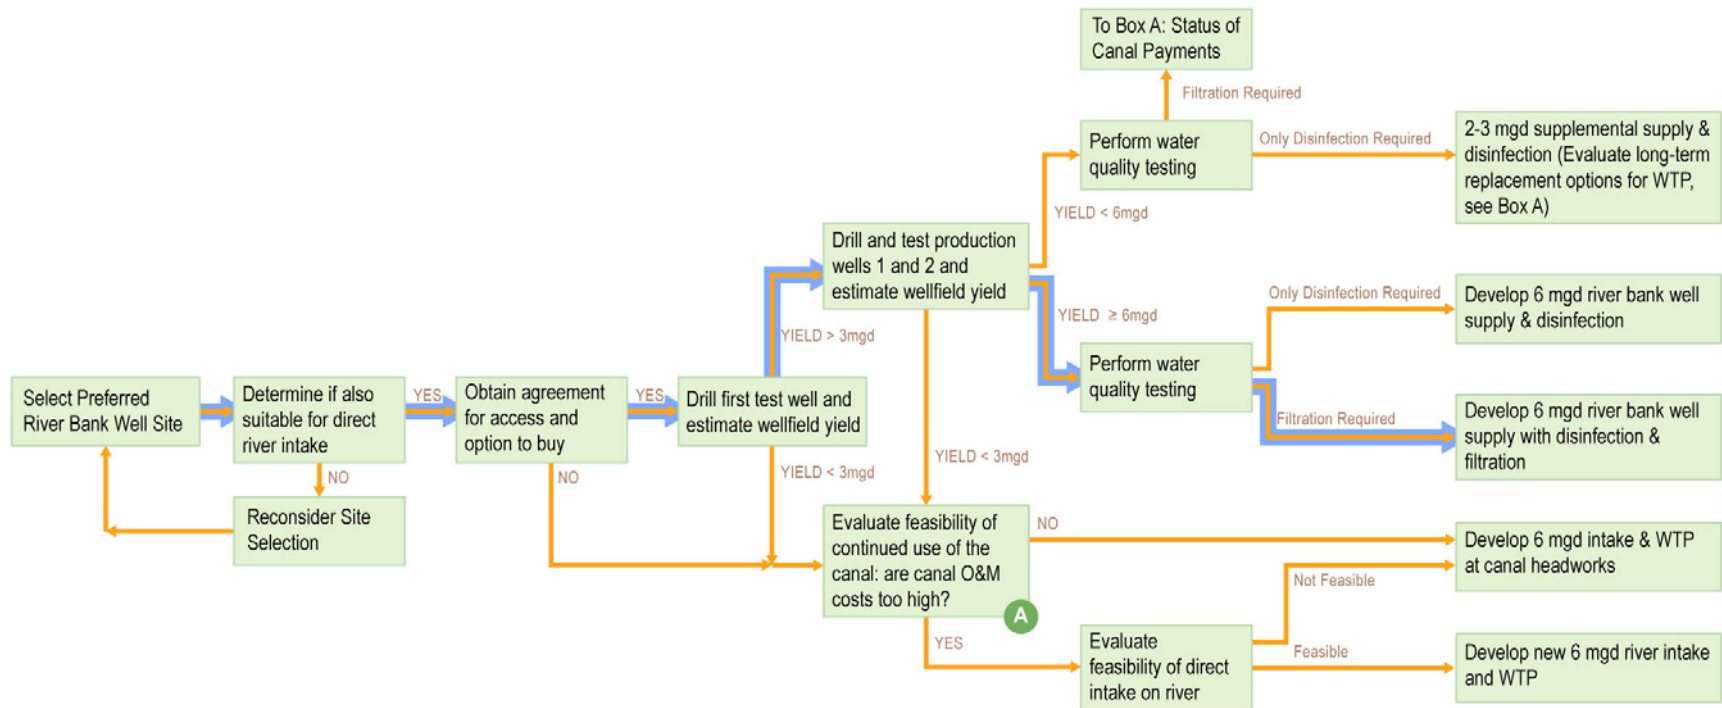 To Box A: Status of
Canal Payments
Filtration Required
Perform water
quality testing
Only Disinfection Required
2-3 mgd supplemental supply &
disinfection (Evaluate long-term
replacement options for WTP,
see Box A)
YIELD < 6mgd
Drill and test production
wells 1 and 2 and
estimate wellfield yield
YIELD ≥ 6mgd
Only Disinfection Required
Develop 6 mgd river bank well
supply & disinfection
YIELD > 3mgd
Perform water
quality testing
Filtration Required
Develop 6 mgd river bank well
supply with disinfection &
filtration
Select Preferred
River Bank Well Site
Determine if also
suitable for direct
river intake
YES
Obtain agreement
for access and
option to buy
YES
Drill first test well and
estimate wellfield yield
NO
NO
YIELD < 3mgd
YIELD < 3mgd
Reconsider Site
Selection
Evaluate feasibility of
continued use of the
canal: are canal O&M
costs too high?
A
NO
Develop 6 mgd intake & WTP
at canal headworks
Not Feasible
YES
Evaluate
feasibility of direct
intake on river
Feasible
Develop new 6 mgd river intake
and WTP